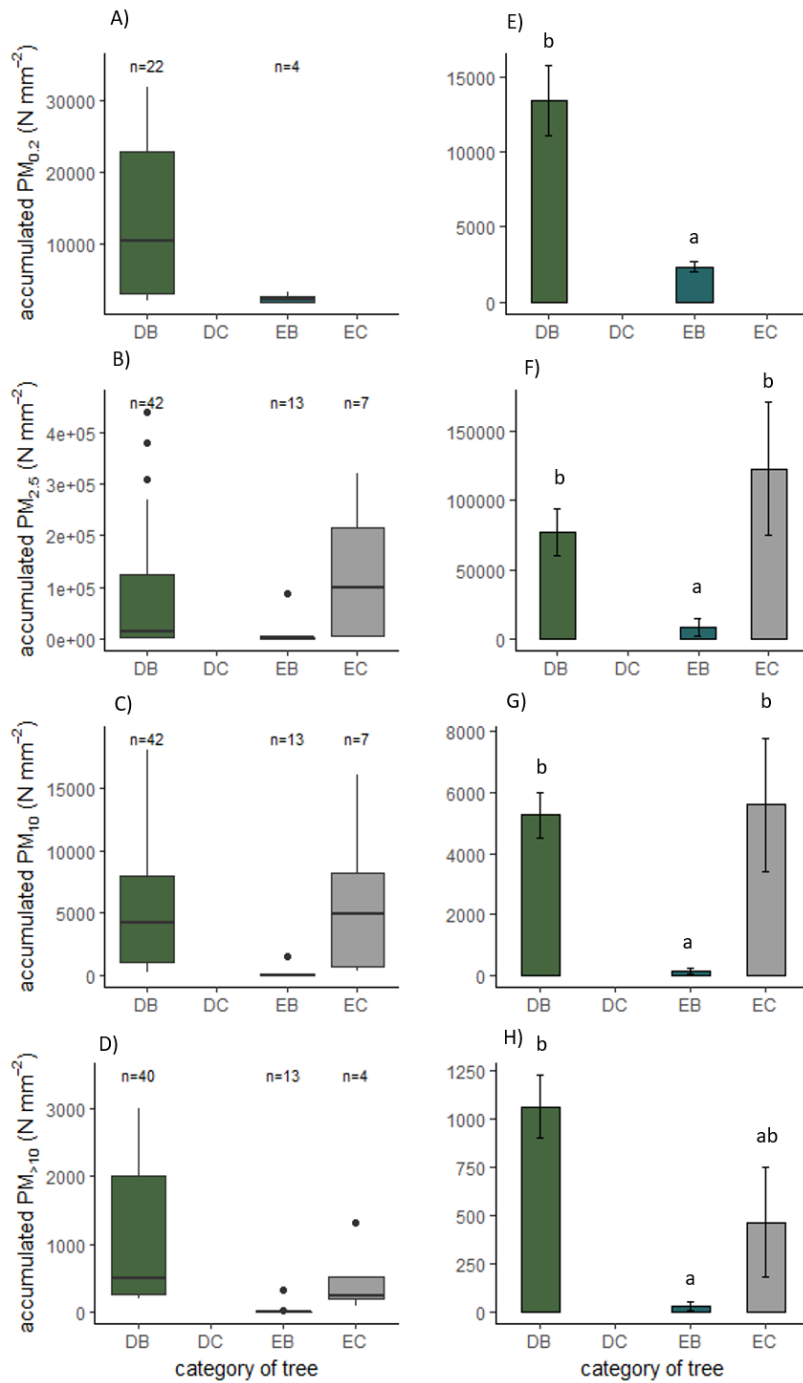 A)
n=22 n=4
accumulated PM0.2 (N mm−2)
30000
20000
10000
DB DC EB EC
E)
b
a
15000
10000
5000
0
DB DC EB EC
B)
n=42 n=13 n=7
accumulated PM2.5 (N mm−2)
4e+05
3e+05
2e+05
1e+05
0e+00
DB DC EB EC
F)
b
b
a
150000
100000
50000
0
DB DC EB EC
C)
n=42 n=13 n=7
accumulated PM10 (N mm−2)
15000
10000
5000
0
DB DC EB EC
G)
b
b
a
8000
6000
4000
2000
0
DB DC EB EC
D)
n=40 n=13 n=4
accumulated PM>10 (N mm−2)
3000
2000
1000
0
DB DC EB EC
category of tree
H)
b
ab
a
1250
1000
750
500
250
0
DB DC EB EC
category of tree